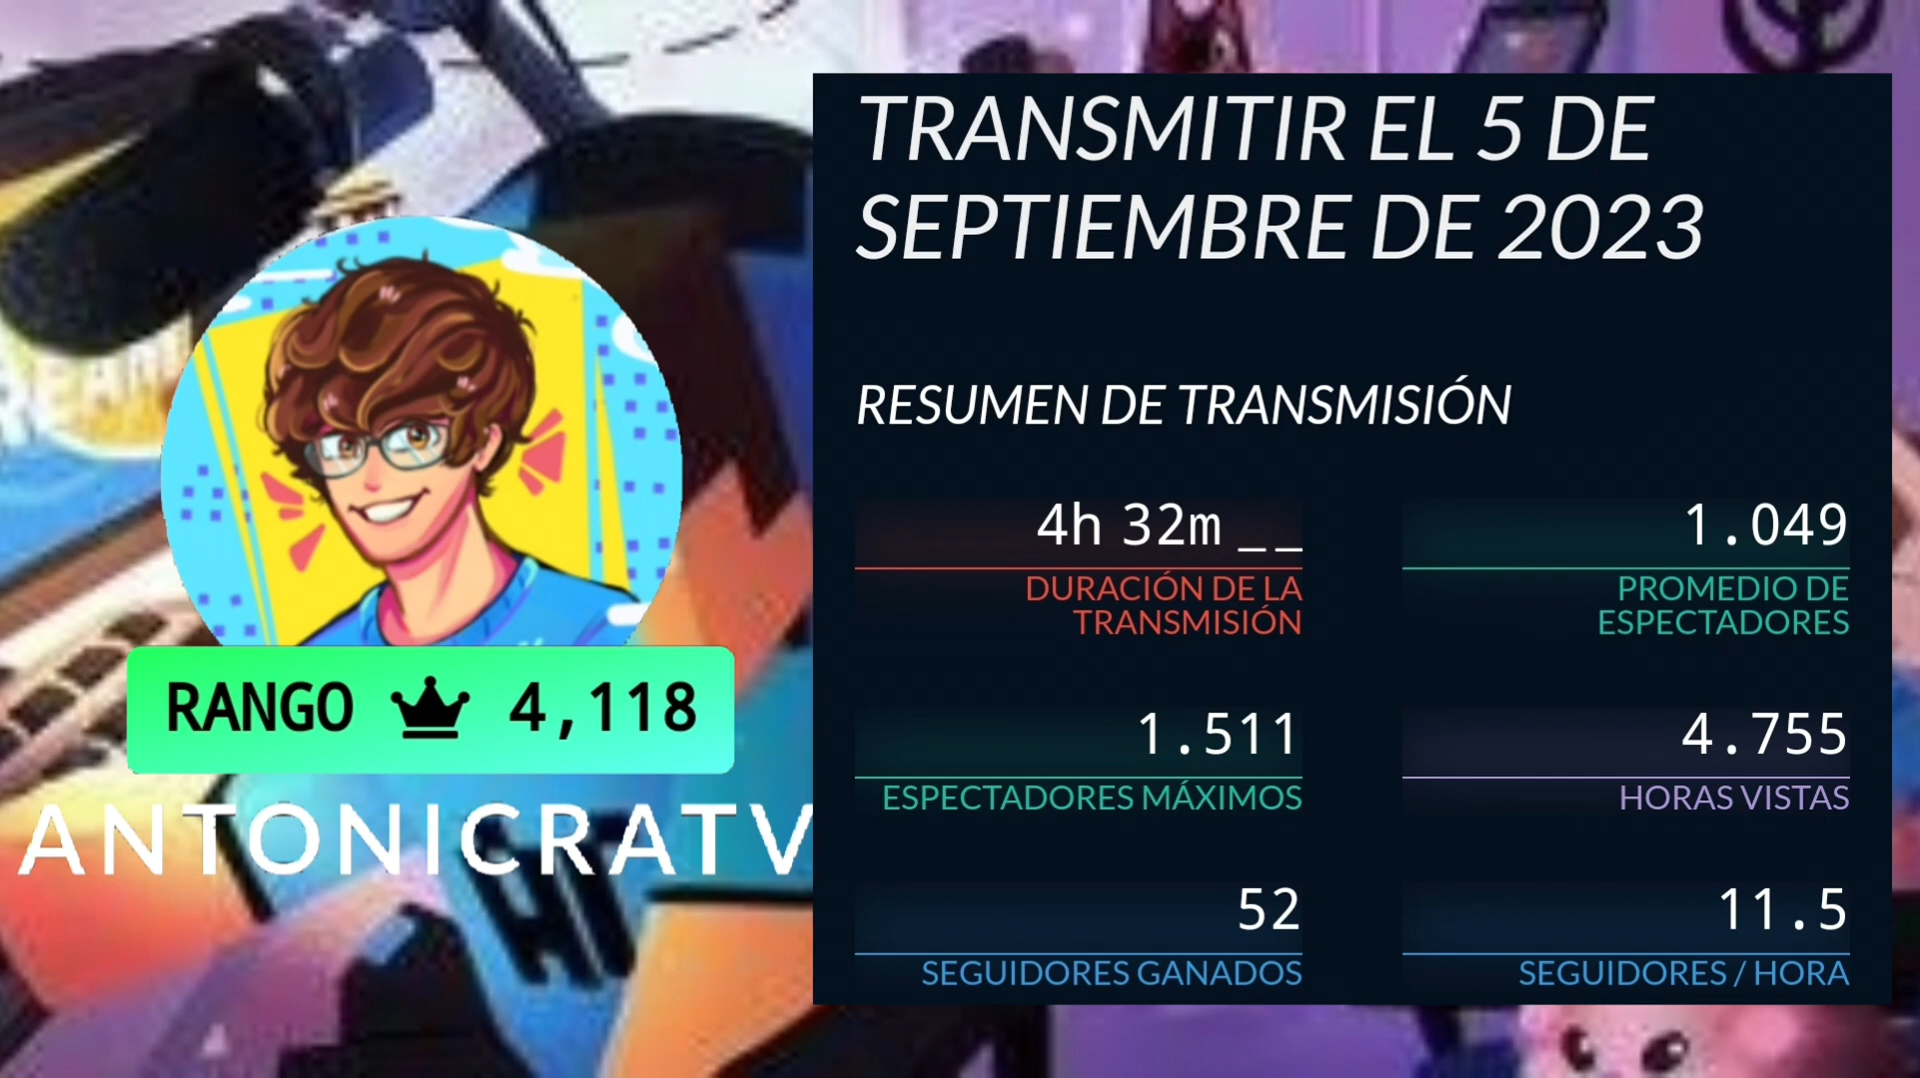 RANGO 4,118
ANTONICRATV
TRANSMITIR EL 5 DE
SEPTIEMBRE DE 2023
RESUMEN DE TRANSMISIÓN
4h 32m _ _
DURACIÓN DE LA
TRANSMISIÓN
1.049
PROMEDIO DE
ESPECTADORES
1.511
ESPECTADORES MÁXIMOS
4.755
HORAS VISTAS
52
SEGUIDORES GANADOS
11.5
SEGUIDORES / HORA